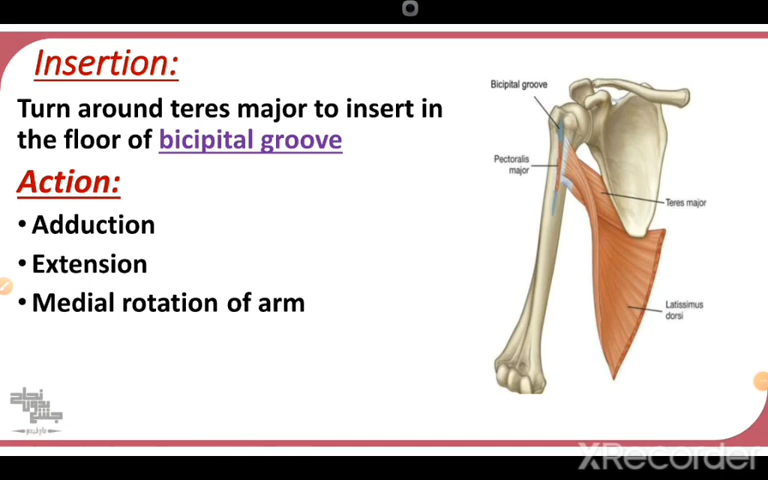 Insertion:
Turn around teres major to insert in
the floor of bicipital groove
Action:
• Adduction
• Extension
• Medial rotation of arm
Bicipital groove
Pectoralis
major
Teres major
Latissimus
dorsi
XRecorder